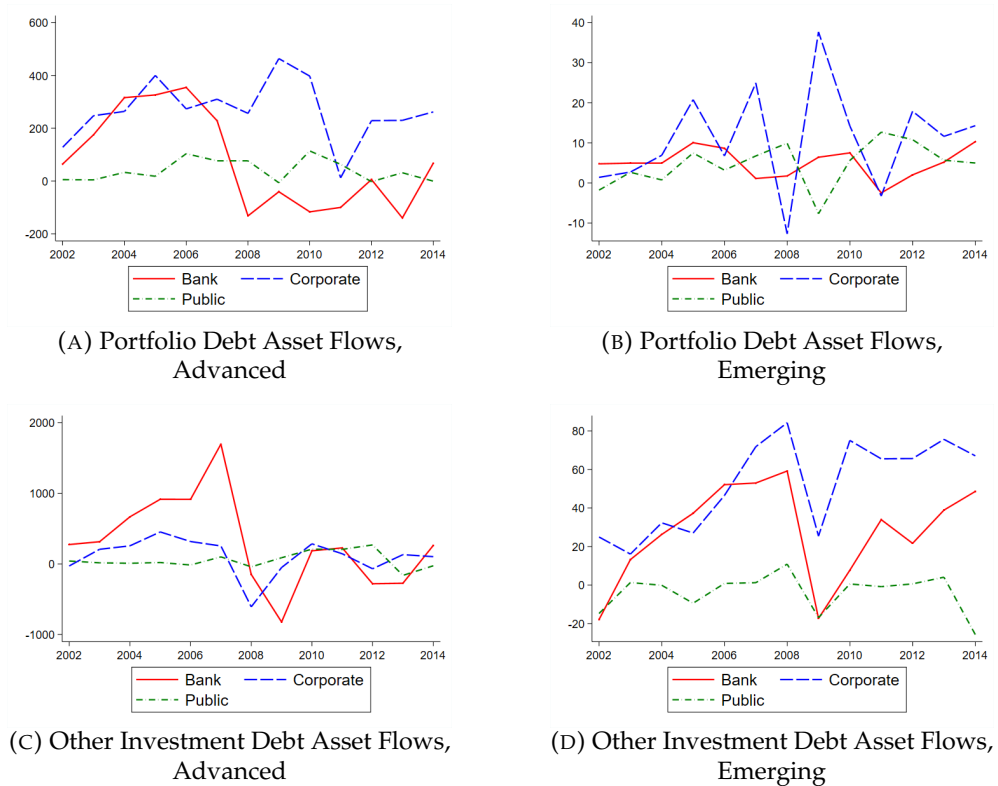 600
400
200
0
-200
2002 2004 2006 2008 2010 2012 2014
Bank Corporate
Public
(A) Portfolio Debt Asset Flows,
Advanced
40
30
20
10
0
-10
2002 2004 2006 2008 2010 2012 2014
Bank Corporate
Public
(B) Portfolio Debt Asset Flows,
Emerging
2000
1000
0
-1000
2002 2004 2006 2008 2010 2012 2014
Bank Corporate
Public
(C) Other Investment Debt Asset Flows,
Advanced
80
60
40
20
0
-20
2002 2004 2006 2008 2010 2012 2014
Bank Corporate
Public
(D) Other Investment Debt Asset Flows,
Emerging